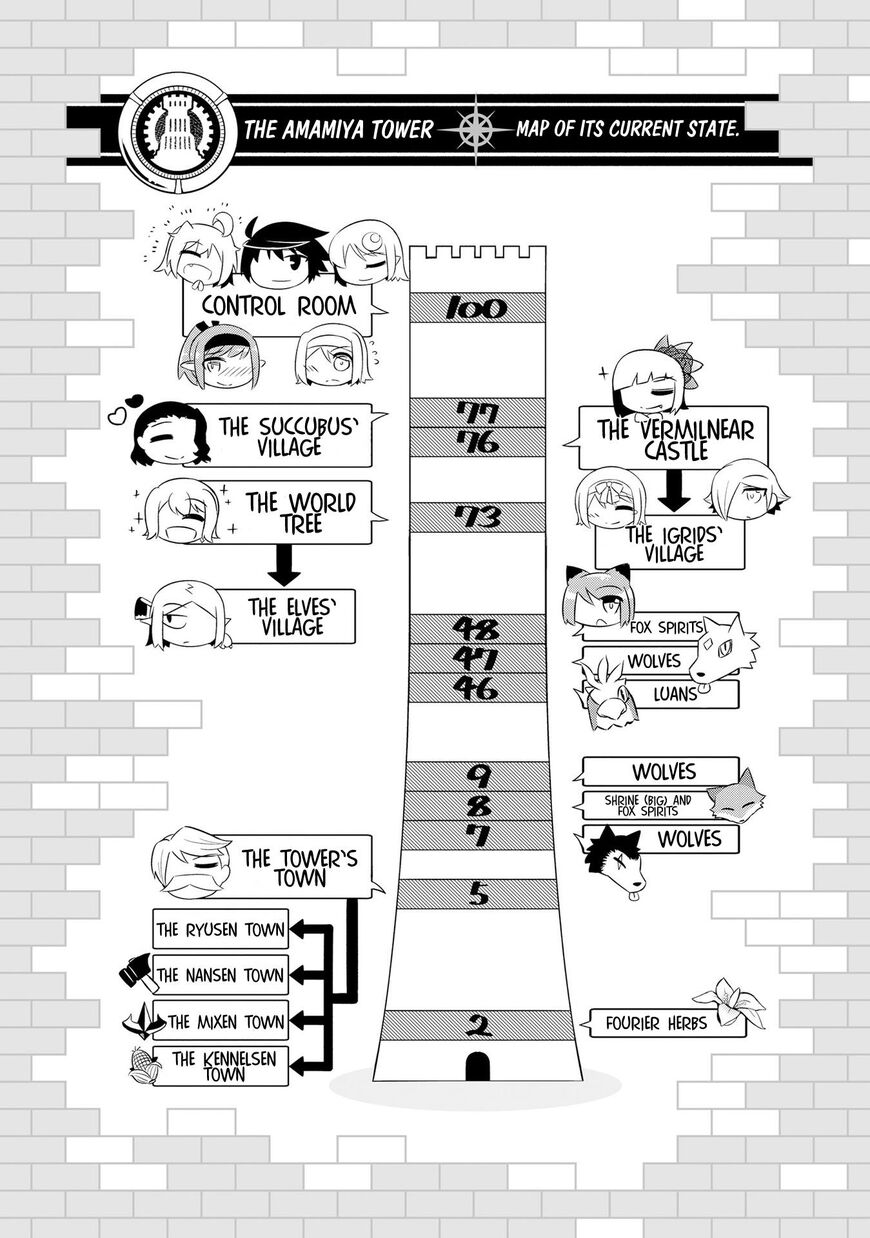 THE AMAMIYA TOWER
MAP OF ITS CURRENT STATE.
CONTROL ROOM
100
77
THE SUCCUBUS'
VILLAGE
76
THE VERMILNEAR
CASTLE
THE WORLD
TREE
73
THE IGRIDS'
VILLAGE
THE ELVES'
VILLAGE
48
FOX SPIRITS
47
WOLVES
46
LUANS
9
WOLVES
8
SHRINE (BIG) AND
FOX SPIRITS
7
WOLVES
THE TOWER'S
TOWN
5
THE RYUSEN TOWN
THE NANSEN TOWN
THE MIXEN TOWN
THE KENNELSEN
TOWN
2
FOURIER HERBS